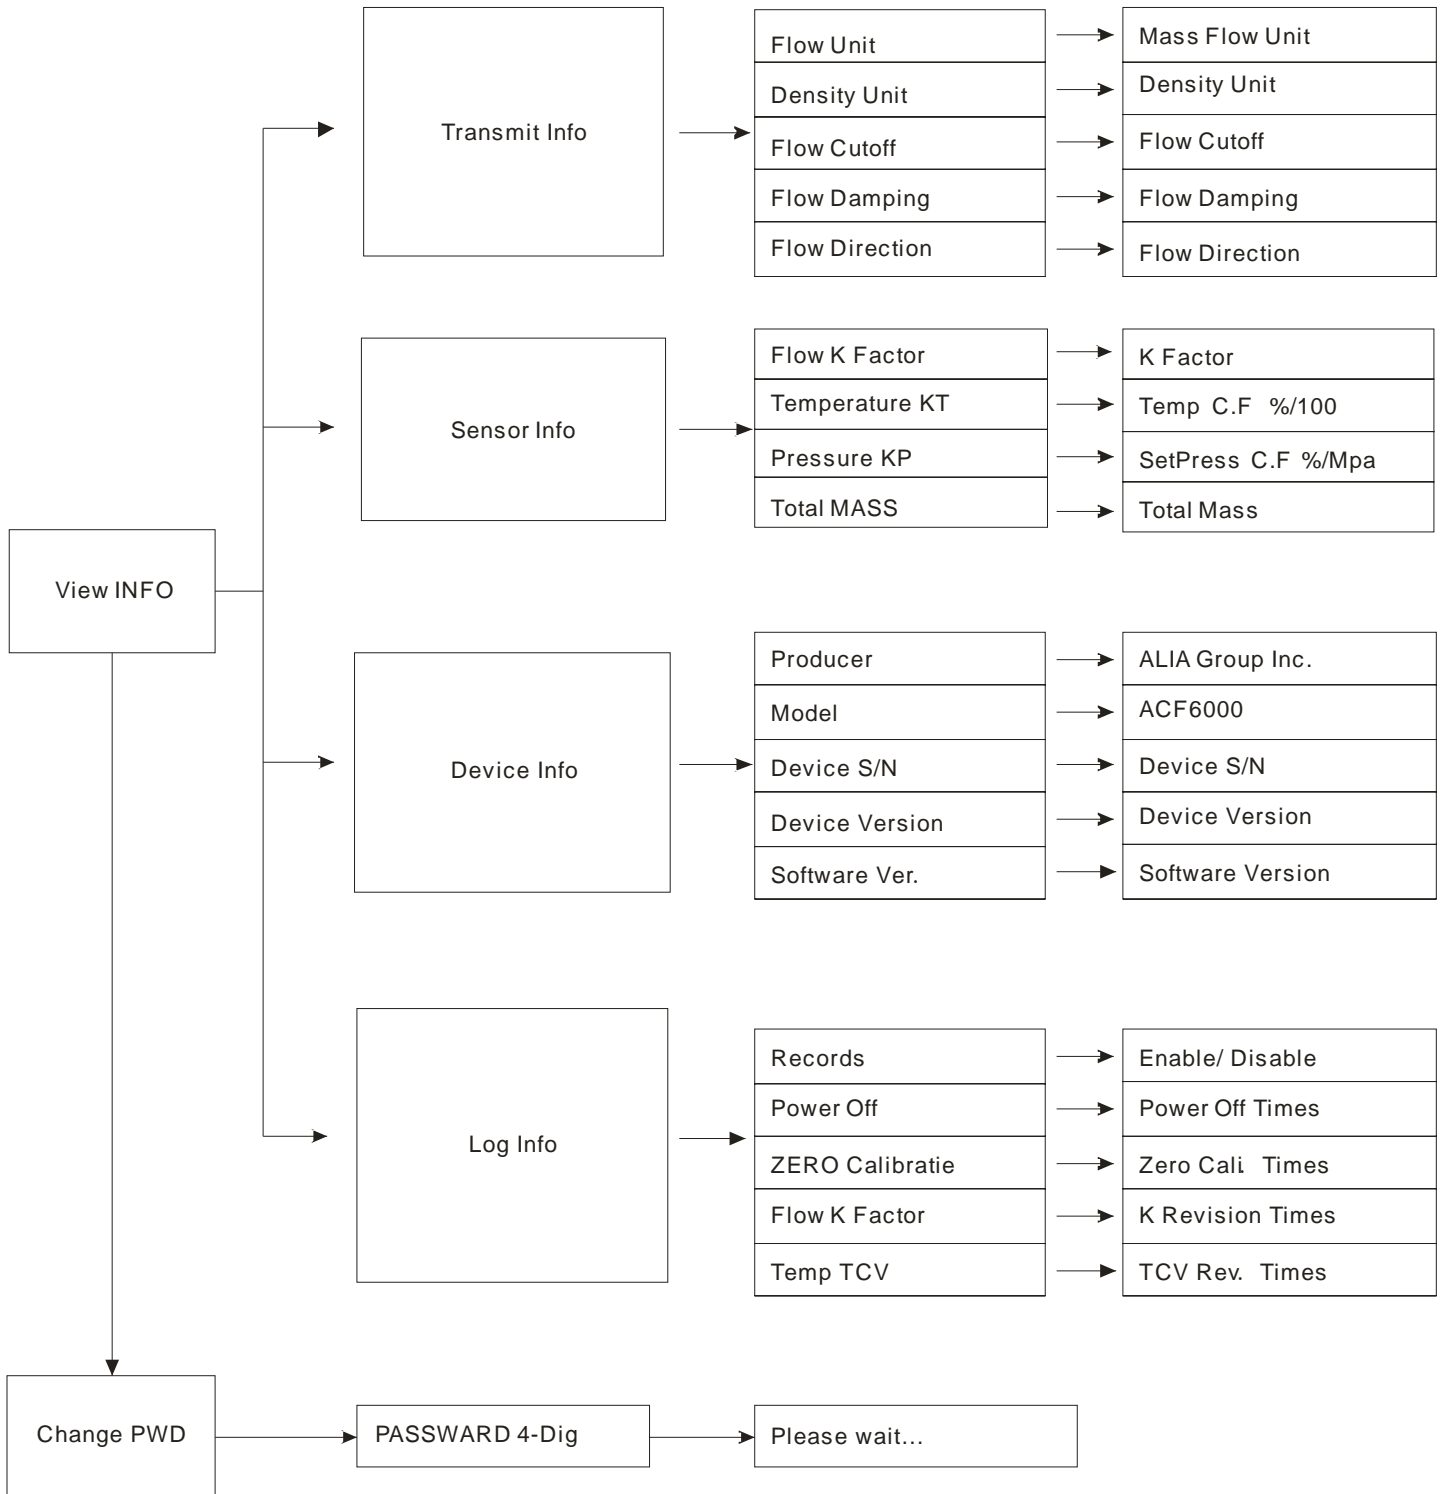 Transmit Info
Flow Unit
Mass Flow Unit
Density Unit
Density Unit
Flow Cutoff
Flow Cutoff
Flow Damping
Flow Damping
Flow Direction
Flow Direction
Sensor Info
Flow K Factor
K Factor
Temperature KT
Temp C.F %/100
Pressure KP
SetPress C.F %/Mpa
Total MASS
Total Mass
View INFO
Device Info
Producer
ALIA Group Inc.
Model
ACF6000
Device S/N
Device S/N
Device Version
Device Version
Software Ver.
Software Version
Log Info
Records
Enable/ Disable
Power Off
Power Off Times
ZERO Calibratie
Zero Cali. Times
Flow K Factor
K Revision Times
Temp TCV
TCV Rev. Times
Change PWD
PASSWARD 4-Dig
Please wait...